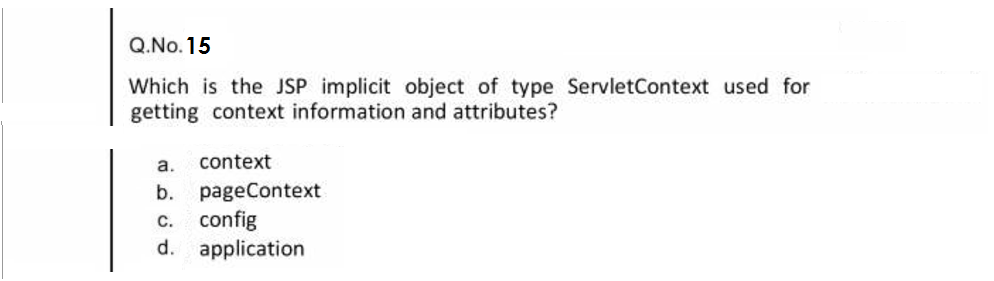 Q.No.15
Which is the JSP implicit object of type ServletContext used for
getting context information and attributes?
a. context
b. pageContext
c. config
d. application